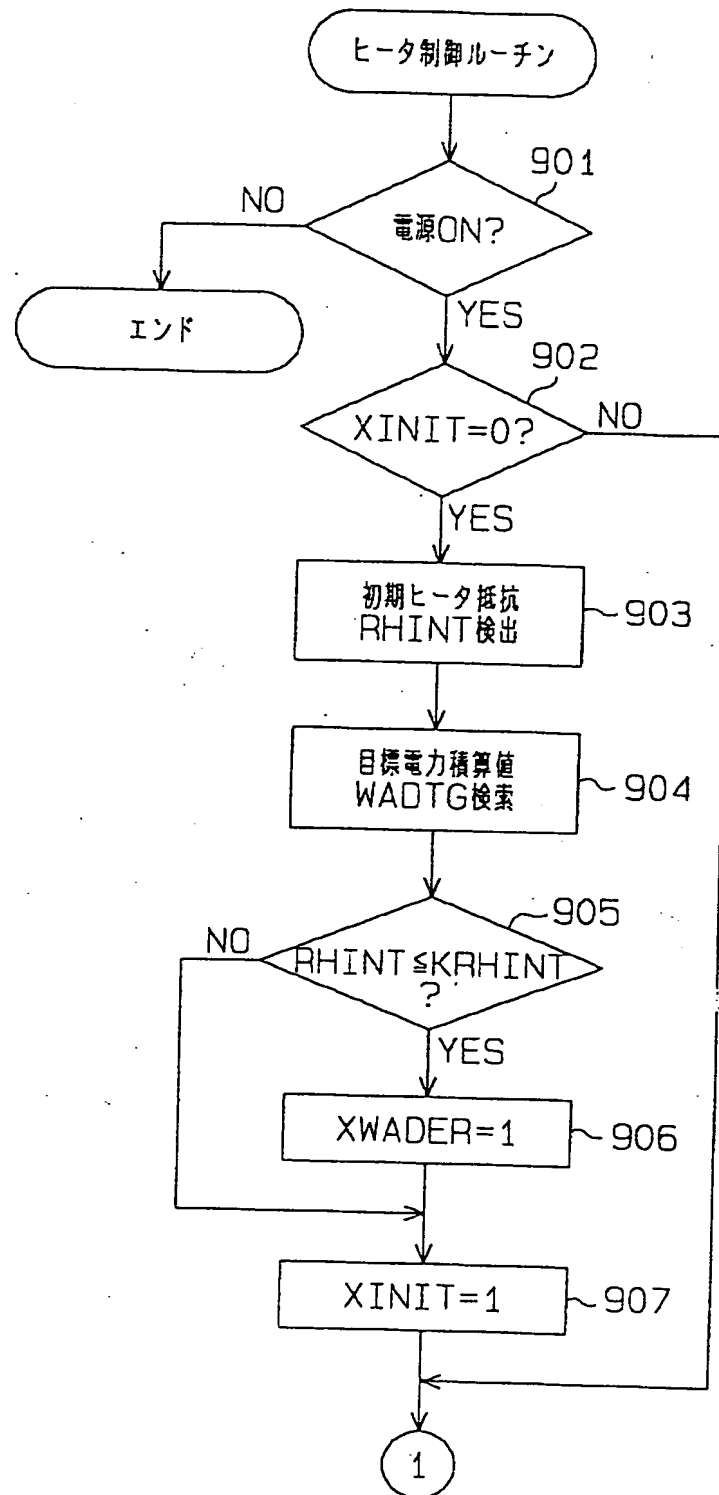 ヒータ制御ルーチン
901
NO
電源ON?
エンド
YES
902
XINIT=0?
NO
YES
初期ヒータ抵抗
RHINT検出
903
目標電力積算値
WADTG検索
904
905
NO
RHINT≦KRHINT
?
YES
XWADER=1
906
XINIT=1
907
1